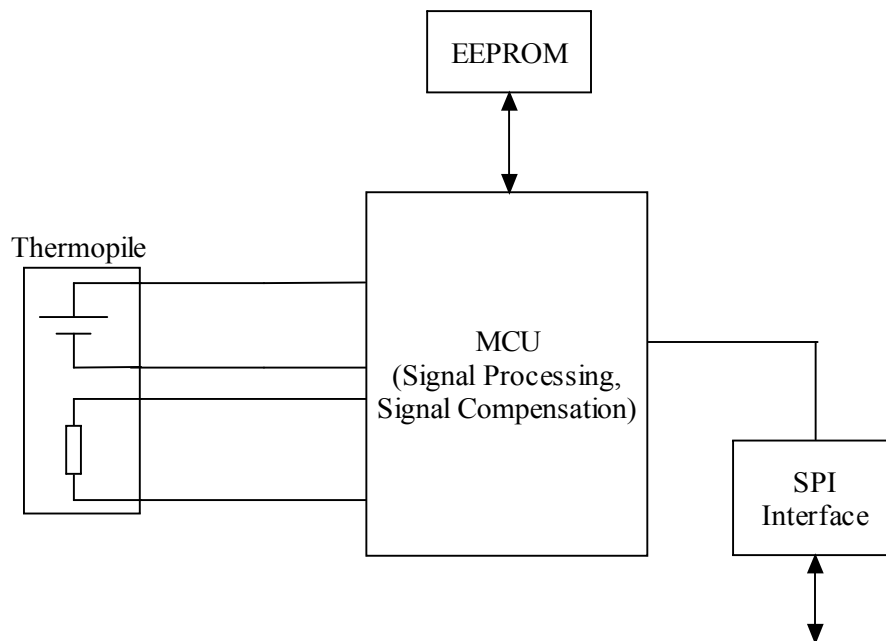 EEPROM
Thermopile
MCU
(Signal Processing,
Signal Compensation)
SPI
Interface